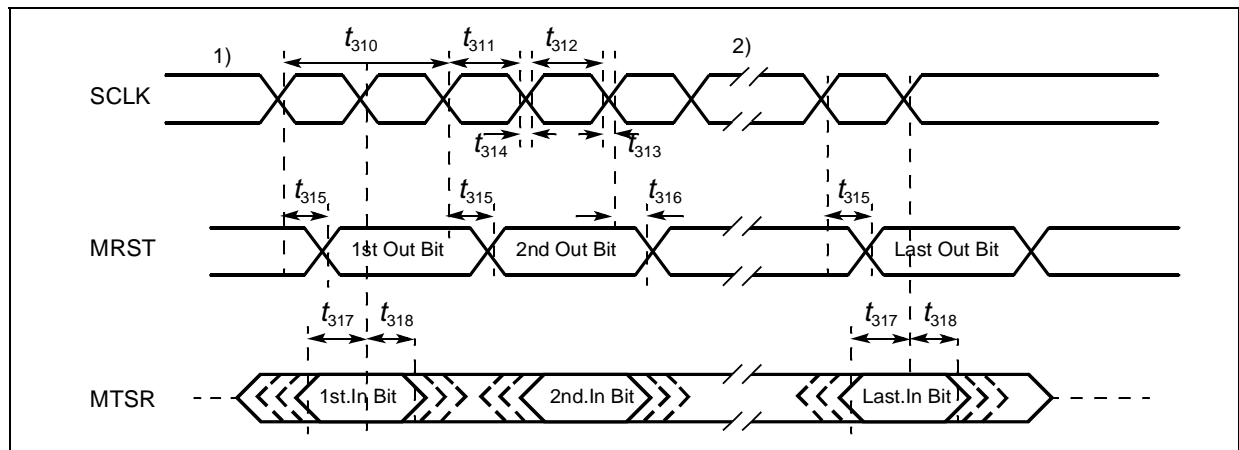 1) t310 t311 t312 2)
SCLK
t314 t313
t315 t315 t316 t315
MRST 1st Out Bit 2nd Out Bit Last Out Bit
t317 t318 t317 t318
MTSR 1st.In Bit 2nd.In Bit Last.In Bit